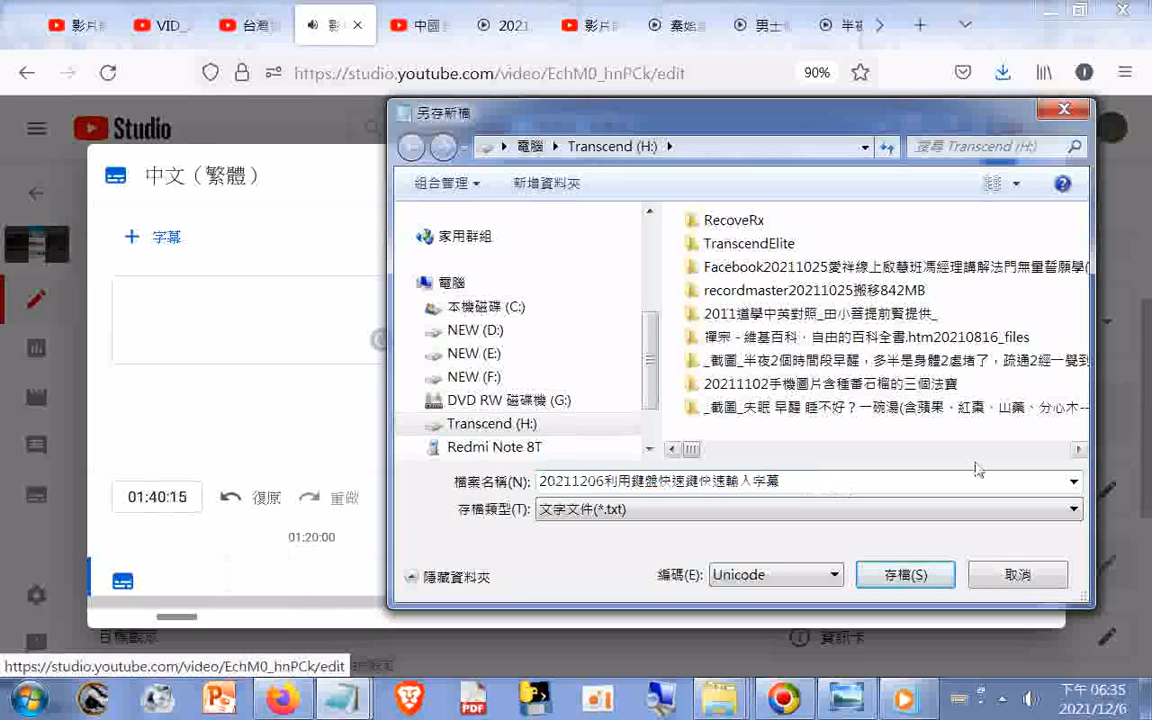 影片
VID_
台灣
影
中國
2021
影片
秦始
男士
半夜
https://studio.youtube.com/video/EchM0_hnPCk/edit
90%
Studio
中文（繁體）
字幕
01:40:15
復原
重做
01:20:00
另存新檔
電腦
Transcend (H:)
搜尋 Transcend (H:)
組合管理
新增資料夾
家用群組
電腦
本機磁碟 (C:)
NEW (D:)
NEW (E:)
NEW (F:)
DVD RW 磁碟機 (G:)
Transcend (H:)
Redmi Note 8T
RecoveRx
TranscendElite
Facebook20211025愛祥線上啟慧班馮經理講解法門無量誓願學(
recordmaster20211025搬移842MB
2011道學中英對照_田小菩提前賢提供_
禪宗 - 維基百科，自由的百科全書.htm20210816_files
_截圖_半夜2個時間段早醒，多半是身體2處堵了，疏通2經一覺到
20211102手機圖片含種番石榴的三個法寶
_截圖_失眠 早醒 睡不好？一碗湯(含蘋果、紅棗、山藥、分心木--
檔案名稱(N):
20211206利用鍵盤快速鍵快速輸入字幕
存檔類型(T):
文字文件(*.txt)
隱藏資料夾
編碼(E):
Unicode
存檔(S)
取消
資訊卡
https://studio.youtube.com/video/EchM0_hnPCk/edit
下午 06:35
2021/12/6